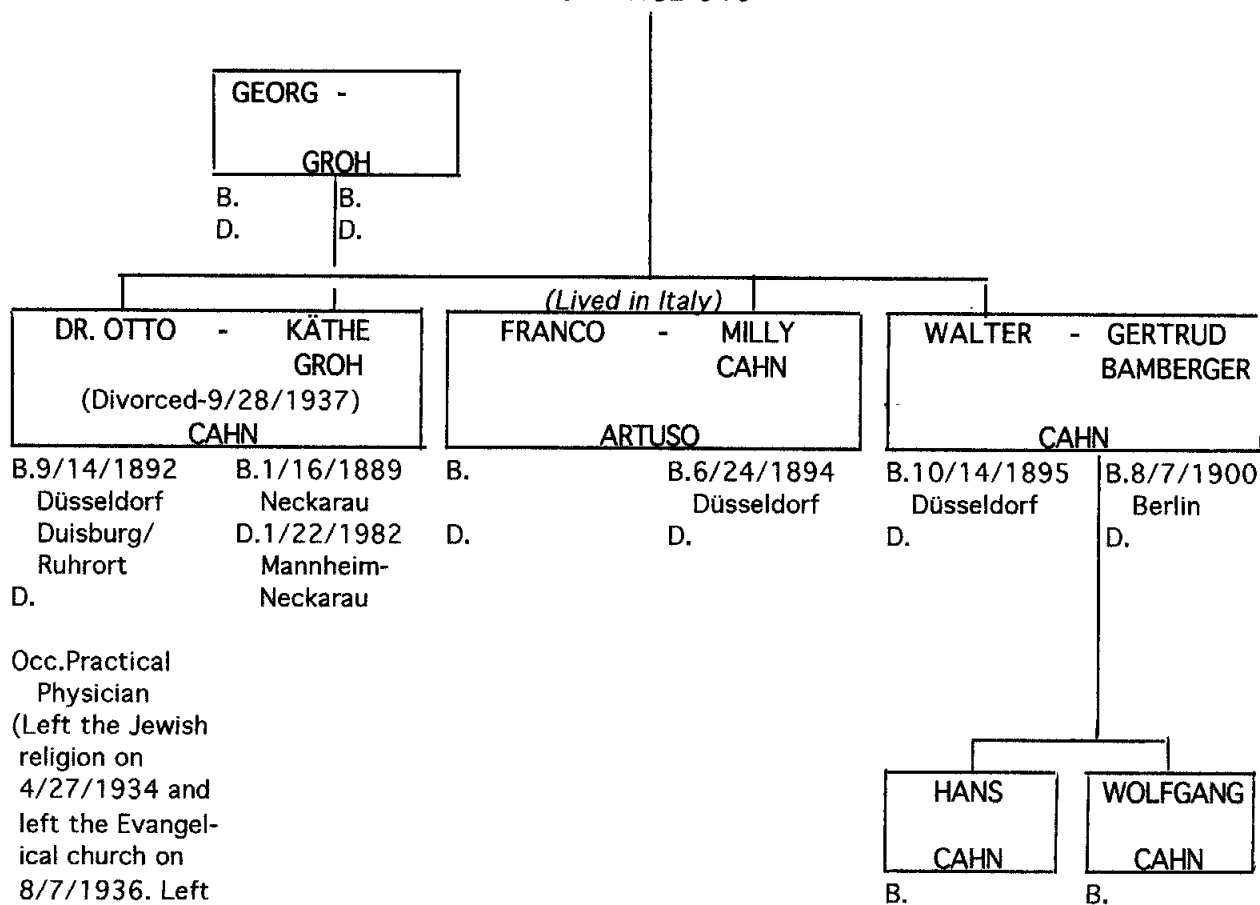 GEORG -
GROH
B. B.
D. D.
(Lived in Italy)
DR. OTTO - KÄTHE
GROH
(Divorced-9/28/1937)
CAHN
B.9/14/1892 B.1/16/1889
Düsseldorf Neckarau
Duisburg/ D.1/22/1982
Ruhrort Mannheim-
D. Neckarau
Occ.Practical
Physician
(Left the Jewish
religion on
4/27/1934 and
left the Evangel-
ical church on
8/7/1936. Left
FRANCO - MILLY
CAHN
ARTUSO
B. B.6/24/1894
Düsseldorf
D. D.
WALTER - GERTRUD
BAMBERGER
CAHN
B.10/14/1895 B.8/7/1900
Düsseldorf Berlin
D. D.
HANS
CAHN
B.
WOLFGANG
CAHN
B.